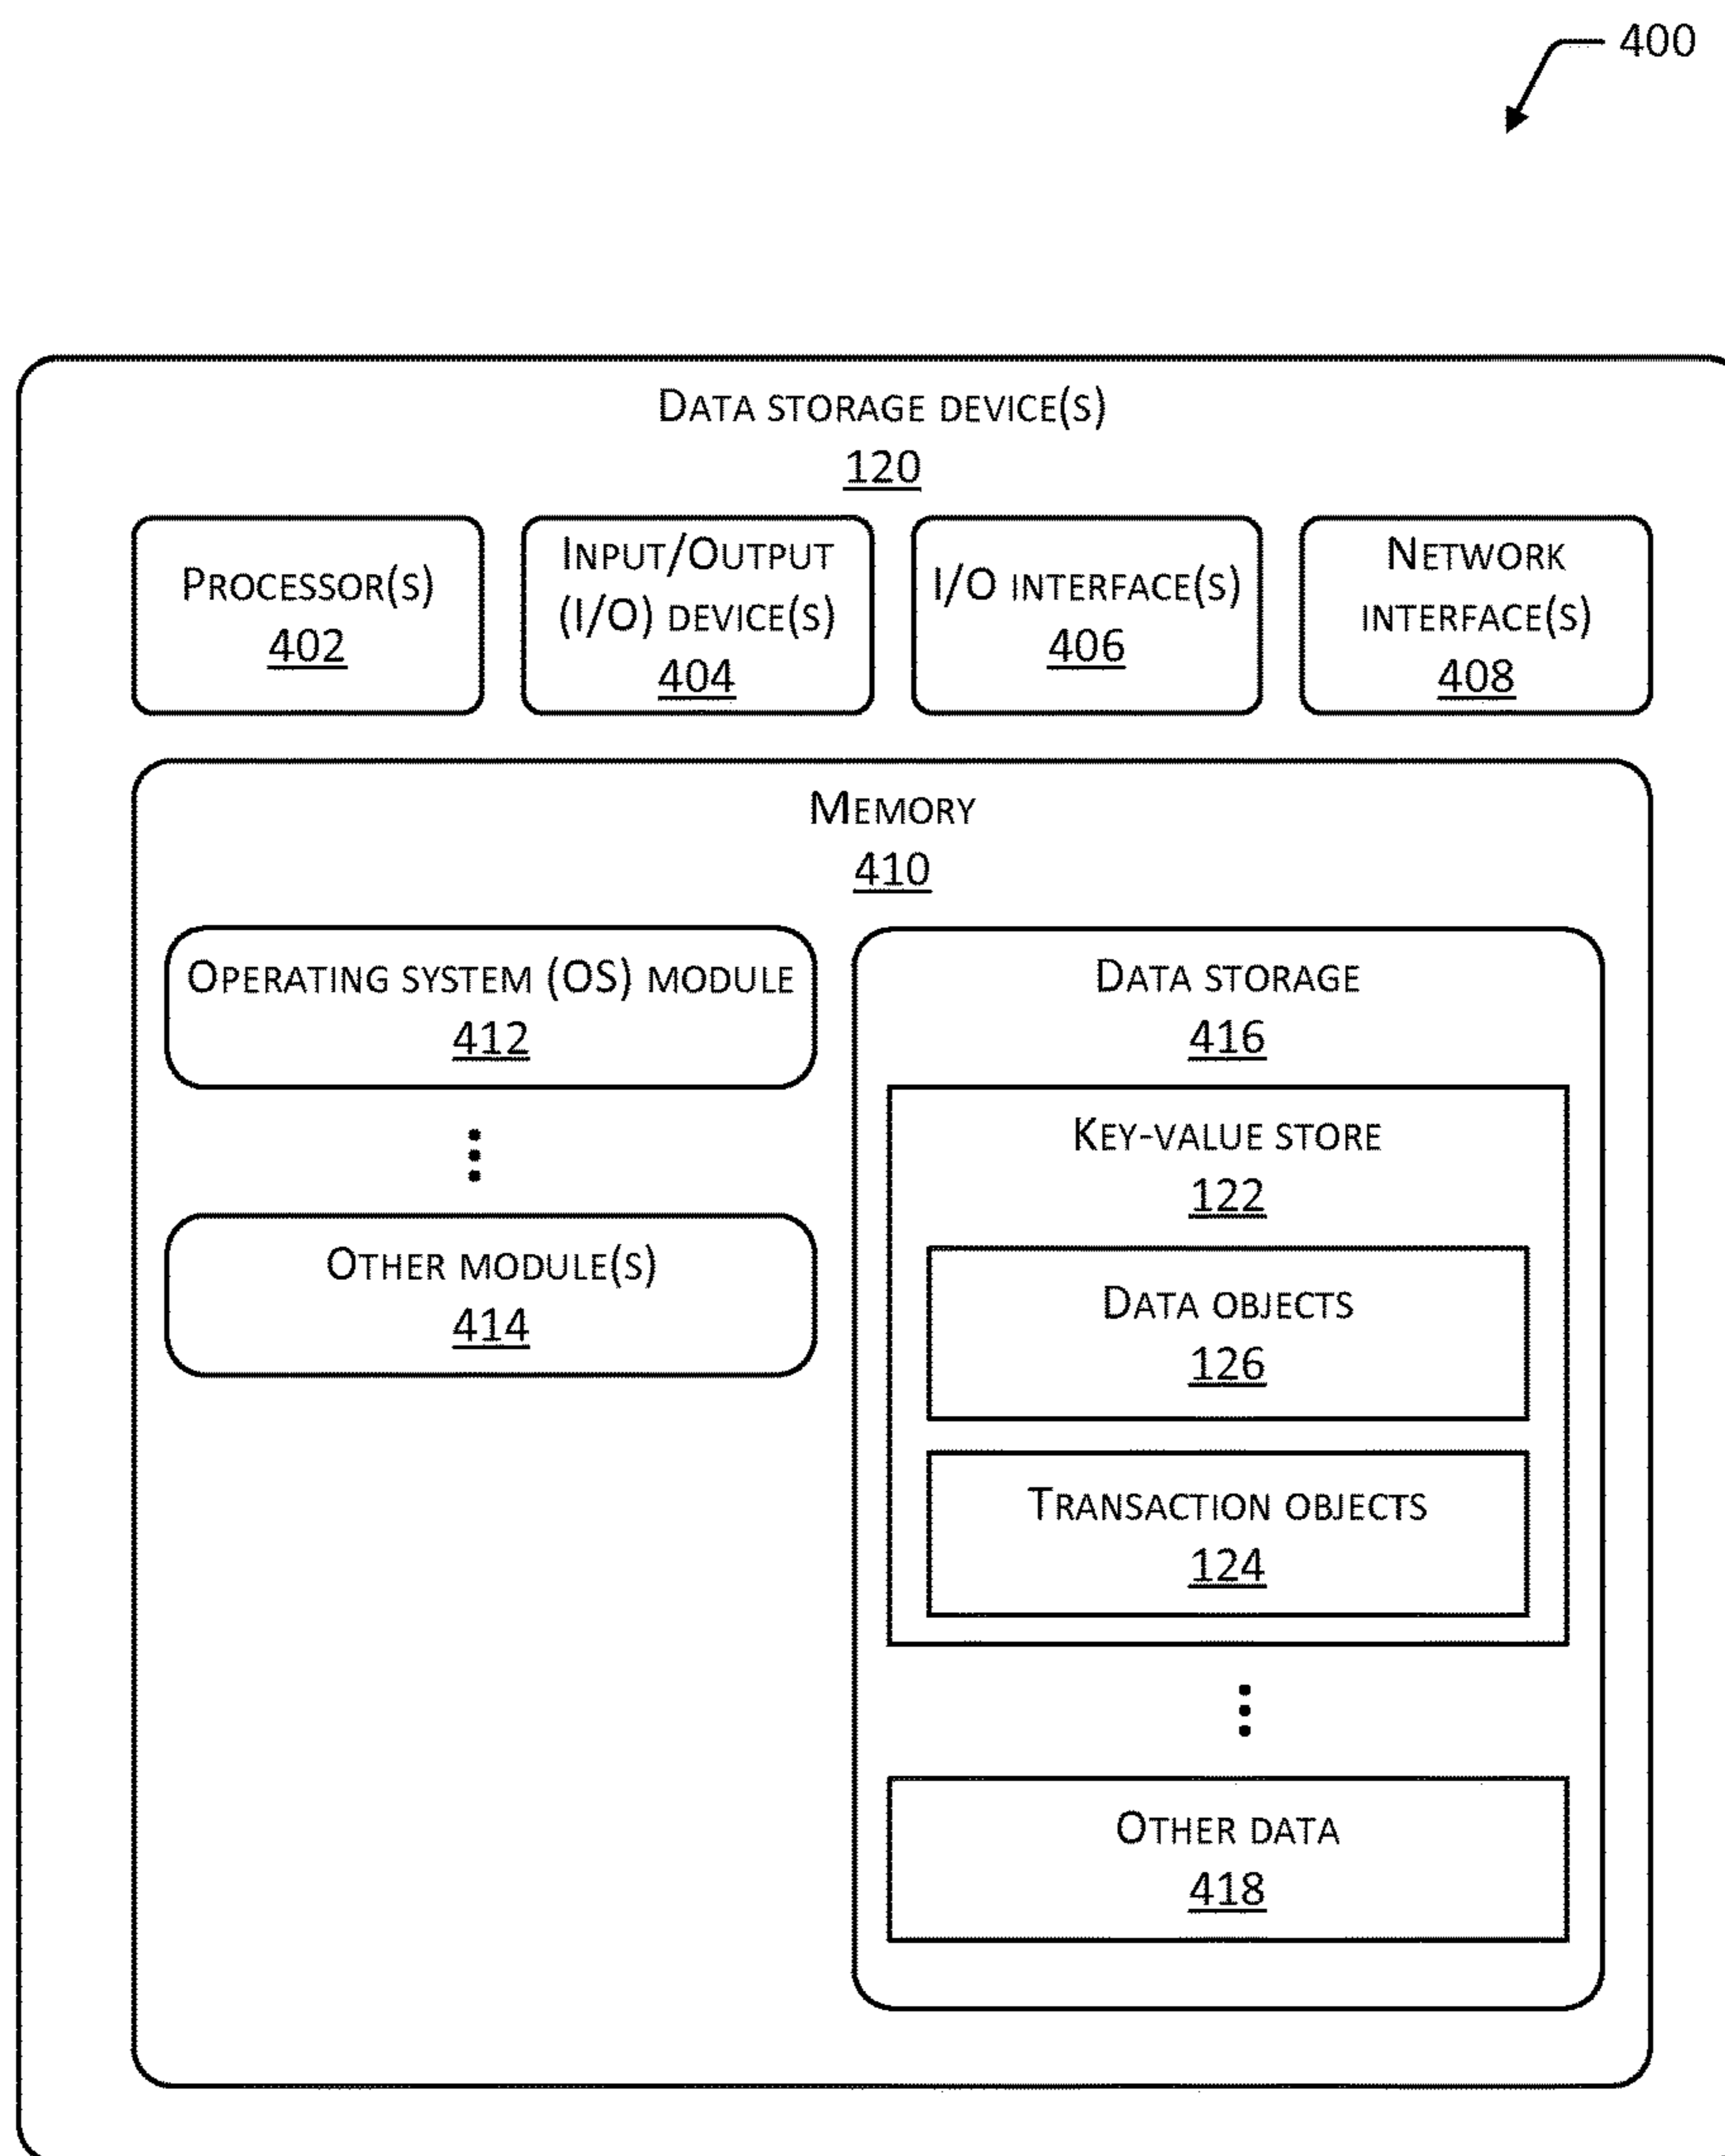 400
Data storage device(s)
120
Processor(s)
402
Input/Output
(I/O) device(s)
404
I/O interface(s)
406
Network
interface(s)
408
Memory
410
Operating system (OS) module
412
Other module(s)
414
Data storage
416
Key-value store
122
Data objects
126
Transaction objects
124
Other data
418